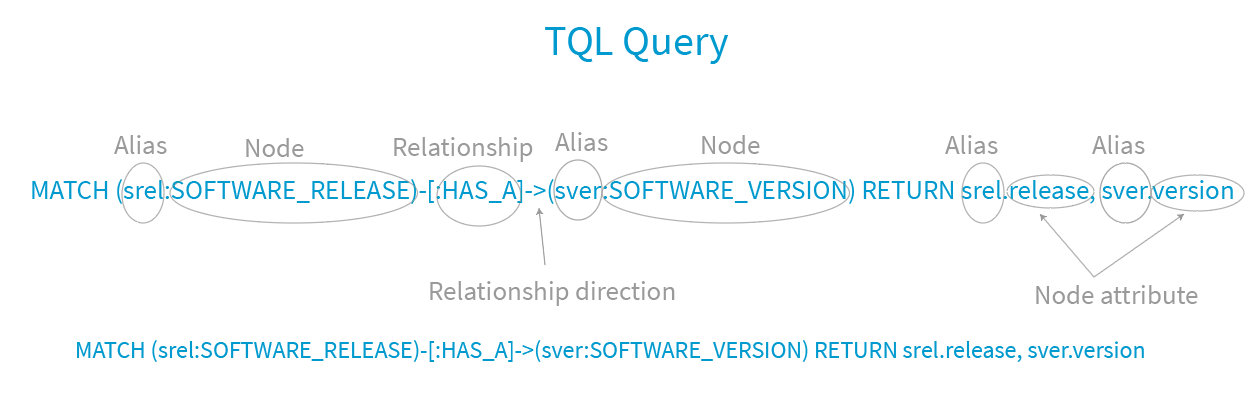 TQL Query
Alias Node Relationship Alias Node Alias Alias
MATCH (srel:SOFTWARE_RELEASE)-[:HAS_A]->(sver:SOFTWARE_VERSION) RETURN srel.release, sver.version
Relationship direction Node attribute
MATCH (srel:SOFTWARE_RELEASE)-[:HAS_A]->(sver:SOFTWARE_VERSION) RETURN srel.release, sver.version